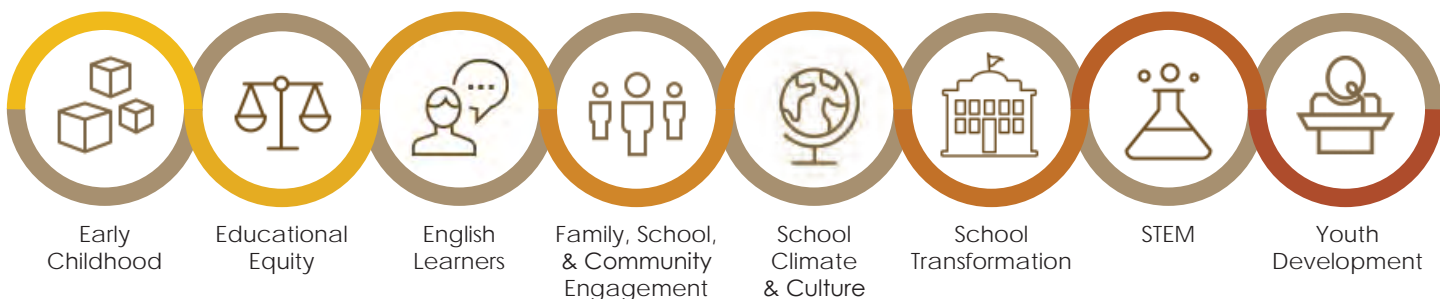 Early
Childhood
Educational
Equity
English
Learners
Family, School,
& Community
Engagement
School
Climate
& Culture
School
Transformation
STEM
Youth
Development